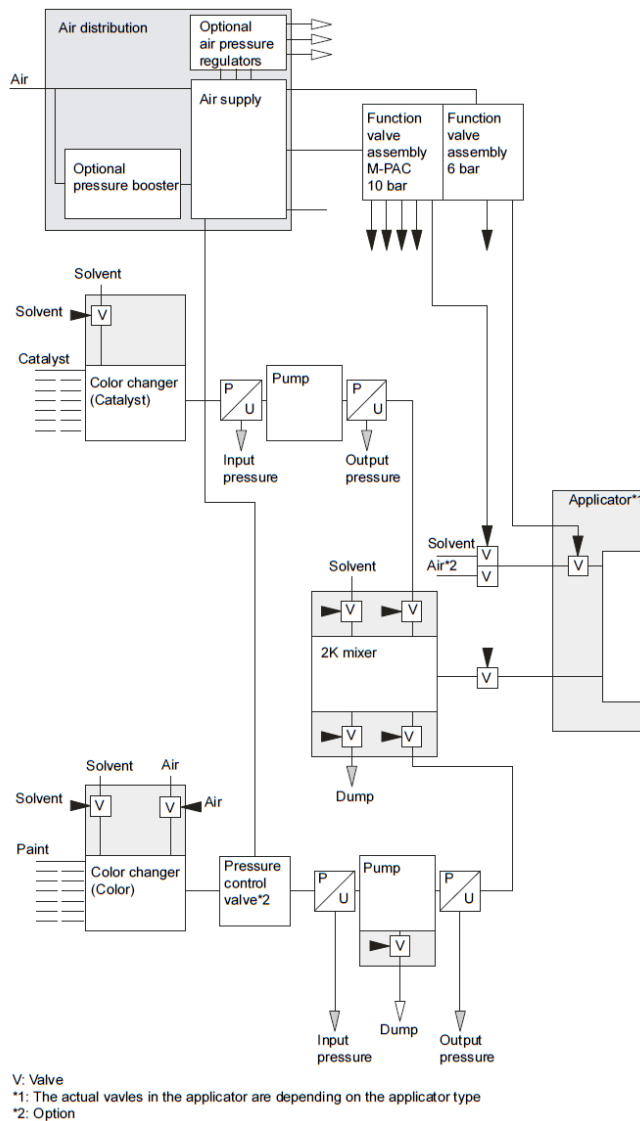 Air distribution
Optional
air pressure
regulators
Air
Air supply
Optional
pressure booster
Function
valve
assembly
M-PAC
10 bar
Function
valve
assembly
6 bar
Solvent
Solvent
V
Catalyst
Color changer
(Catalyst)
P
U
Pump
P
U
Input
pressure
Output
pressure
Applicator*1
Solvent
Air*2
V
V
V
Solvent
V
V
2K mixer
V
V
V
Dump
Solvent
Air
Solvent
V
V
Air
Paint
Color changer
(Color)
Pressure
control
valve*2
P
U
Pump
P
U
V
Dump
Input
pressure
Output
pressure
V: Valve
*1: The actual vavles in the applicator are depending on the applicator type
*2: Option